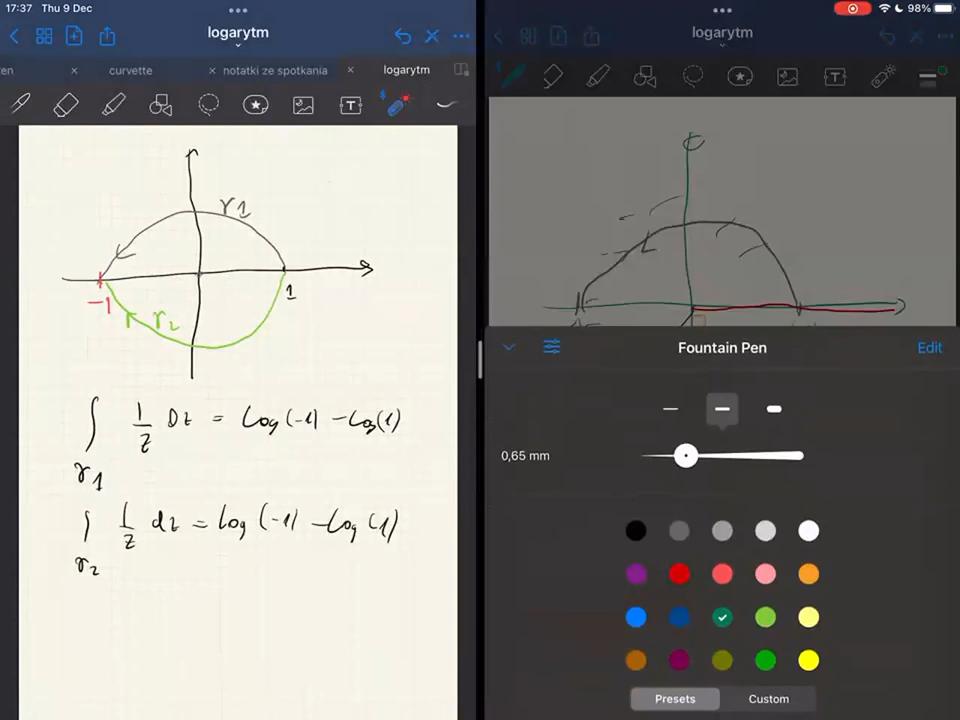 17:37 Thu 9 Dec
98%
logarytm
logarytm
en
curvette
notatki ze spotkania
logarytm
γ1
-1
1
γ2
∫ 1/z Dz = Log(-1) - Log(1)
γ1
∫ 1/z dz = Log(-1) - Log(1)
γ2
Fountain Pen
Edit
0,65 mm
Presets
Custom